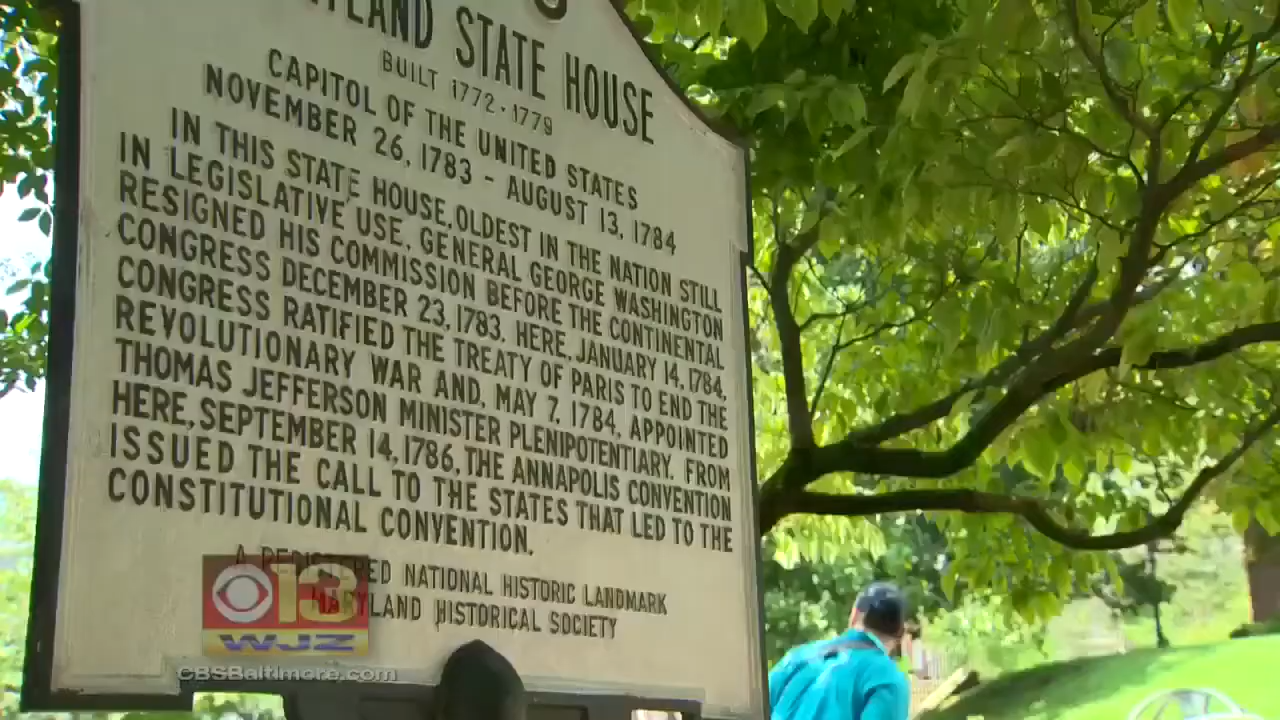 STATE HOUSE
BUILT 1772-1779
CAPITOL OF THE UNITED STATES
NOVEMBER 26, 1783 - AUGUST 13, 1784
IN THIS STATE HOUSE, OLDEST IN THE NATION STILL
IN LEGISLATIVE USE, GENERAL GEORGE WASHINGTON
RESIGNED HIS COMMISSION BEFORE THE CONTINENTAL
CONGRESS DECEMBER 23, 1783. HERE, JANUARY 14, 1784,
CONGRESS RATIFIED THE TREATY OF PARIS TO END THE
REVOLUTIONARY WAR AND, MAY 7, 1784, APPOINTED
THOMAS JEFFERSON MINISTER PLENIPOTENTIARY. FROM
HERE, SEPTEMBER 14, 1786, THE ANNAPOLIS CONVENTION
ISSUED THE CALL TO THE STATES THAT LED TO THE
CONSTITUTIONAL CONVENTION.
A REGISTERED NATIONAL HISTORIC LANDMARK
MARYLAND HISTORICAL SOCIETY
13
WJZ
CBSBaltimore.com